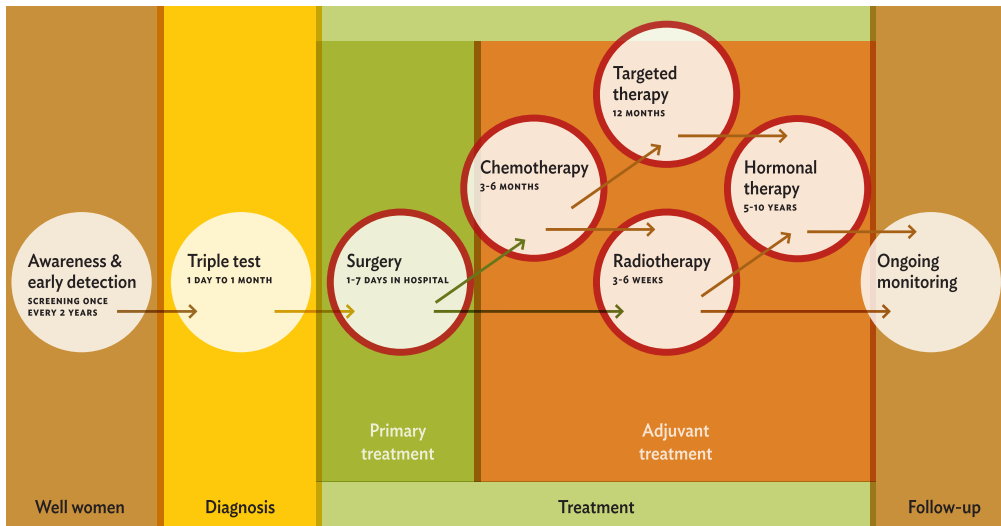 Awareness &
early detection
SCREENING ONCE
EVERY 2 YEARS
Triple test
1 DAY TO 1 MONTH
Surgery
1-7 DAYS IN HOSPITAL
Chemotherapy
3-6 MONTHS
Targeted
therapy
12 MONTHS
Radiotherapy
3-6 WEEKS
Hormonal
therapy
5-10 YEARS
Ongoing
monitoring
Primary
treatment
Adjuvant
treatment
Well women
Diagnosis
Treatment
Follow-up